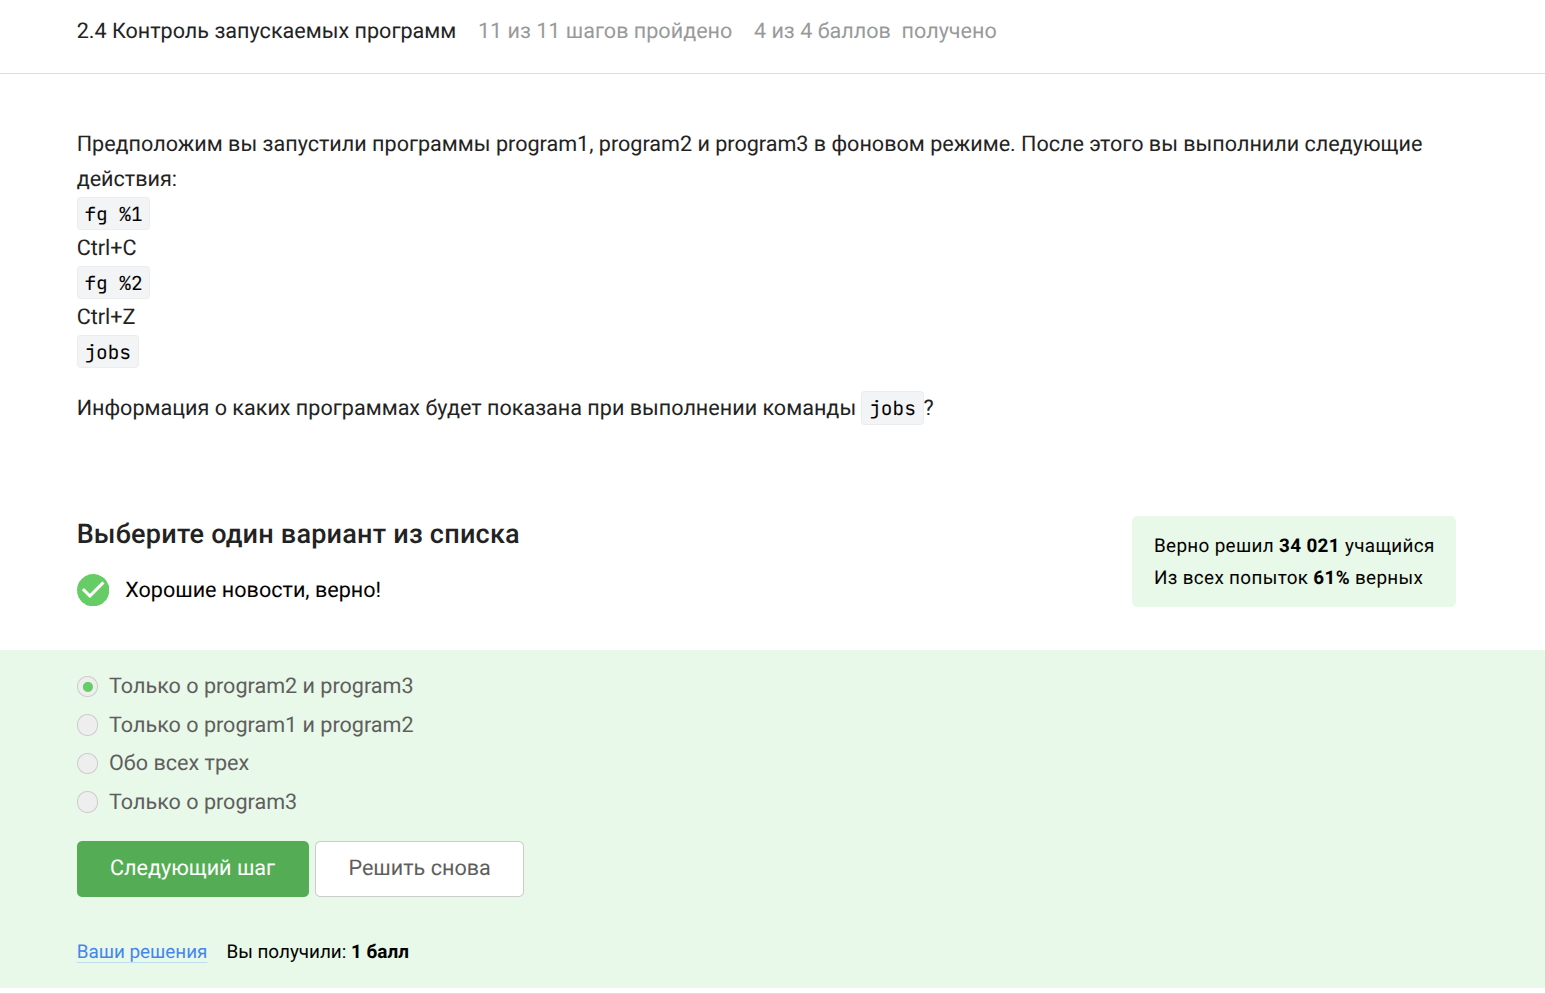 2.4 Контроль запускаемых программ 11 из 11 шагов пройдено 4 из 4 баллов получено
Предположим вы запустили программы program1, program2 и program3 в фоновом режиме. После этого вы выполнили следующие
действия:
fg %1
Ctrl+C
fg %2
Ctrl+Z
jobs
Информация о каких программах будет показана при выполнении команды jobs?
Выберите один вариант из списка
Хорошие новости, верно!
Верно решил 34 021 учащийся
Из всех попыток 61% верных
Только о program2 и program3
Только о program1 и program2
Обо всех трех
Только о program3
Следующий шаг Решить снова
Ваши решения Вы получили: 1 балл